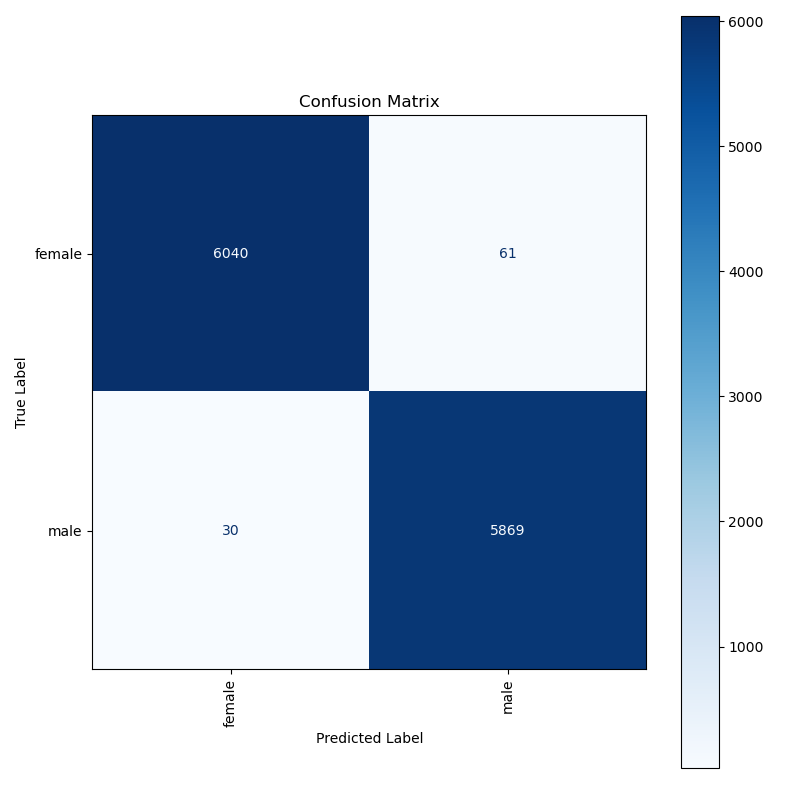 Confusion Matrix
6000
5000
4000
3000
2000
1000
female
6040
61
male
30
5869
True Label
female
male
Predicted Label